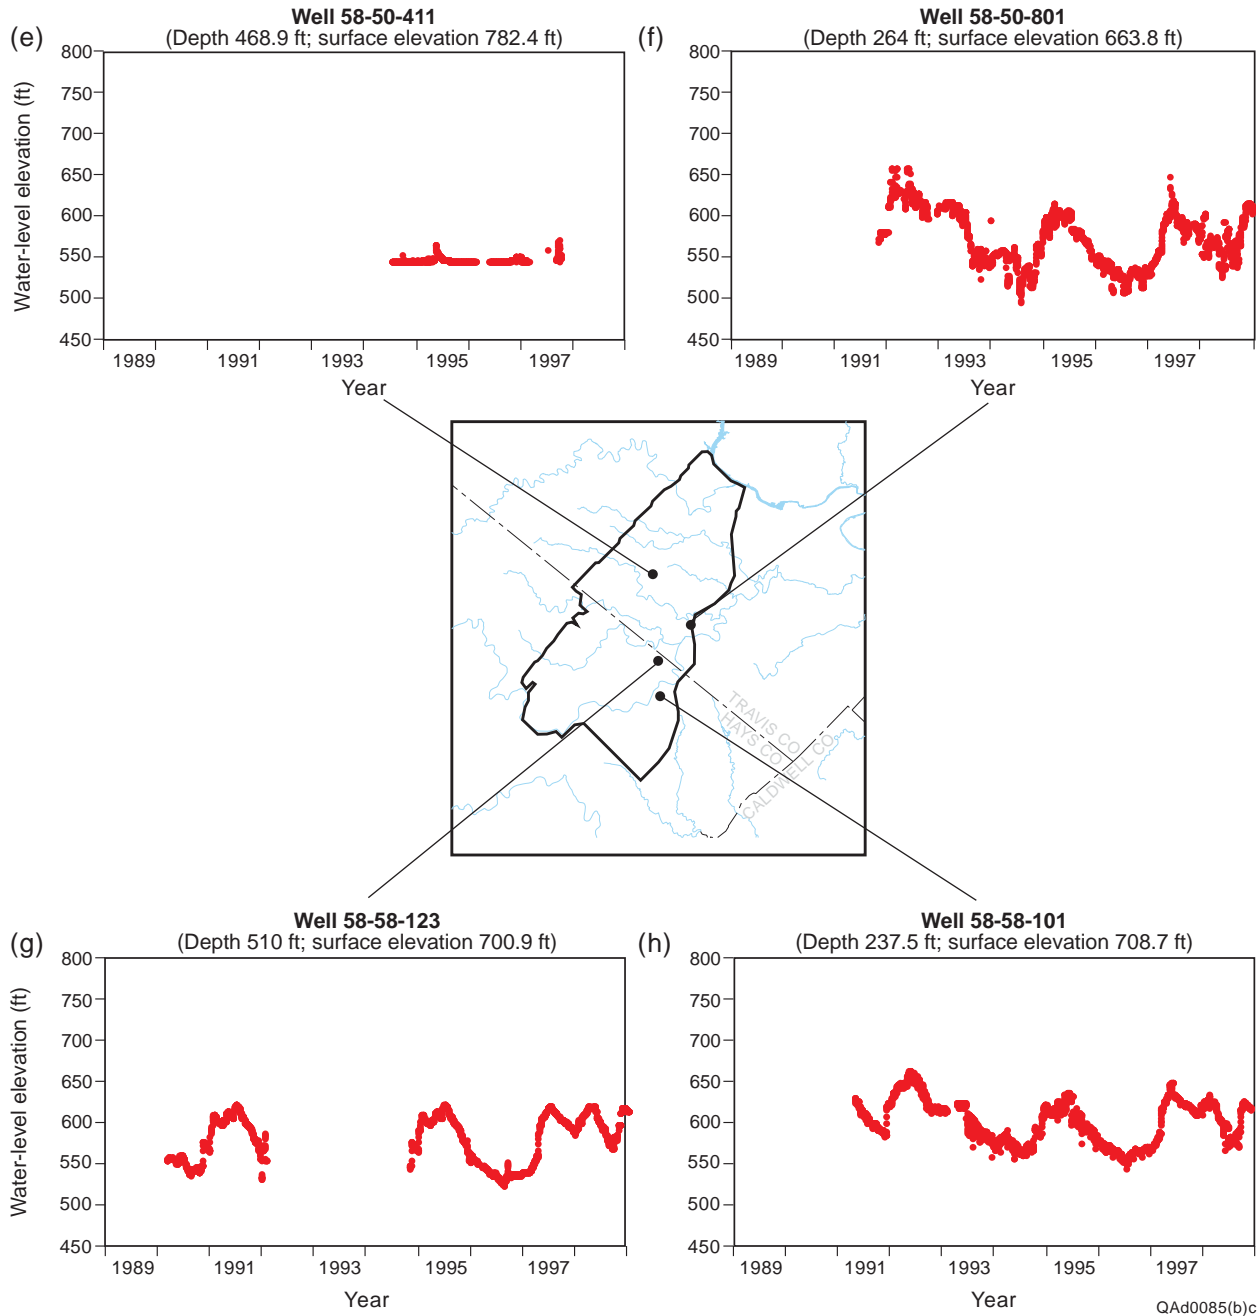 (e)
Well 58-50-411
(Depth 468.9 ft; surface elevation 782.4 ft)
Water-level elevation (ft)
800
750
700
650
600
550
500
450
1989 1991 1993 1995 1997
Year
(f)
Well 58-50-801
(Depth 264 ft; surface elevation 663.8 ft)
800
750
700
650
600
550
500
450
1989 1991 1993 1995 1997
Year
TRAVIS CO.
HAYS CO.
CALDWELL CO.
(g)
Well 58-58-123
(Depth 510 ft; surface elevation 700.9 ft)
Water-level elevation (ft)
800
750
700
650
600
550
500
450
1989 1991 1993 1995 1997
Year
(h)
Well 58-58-101
(Depth 237.5 ft; surface elevation 708.7 ft)
800
750
700
650
600
550
500
450
1989 1991 1993 1995 1997
Year
QAd0085(b)c